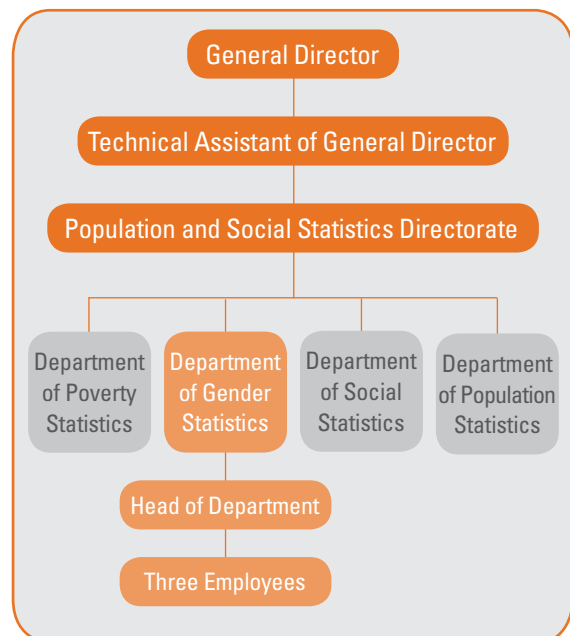 General Director
Technical Assistant of General Director
Population and Social Statistics Directorate
Department
of Poverty
Statistics
Department
of Gender
Statistics
Department
of Social
Statistics
Department
of Population
Statistics
Head of Department
Three Employees